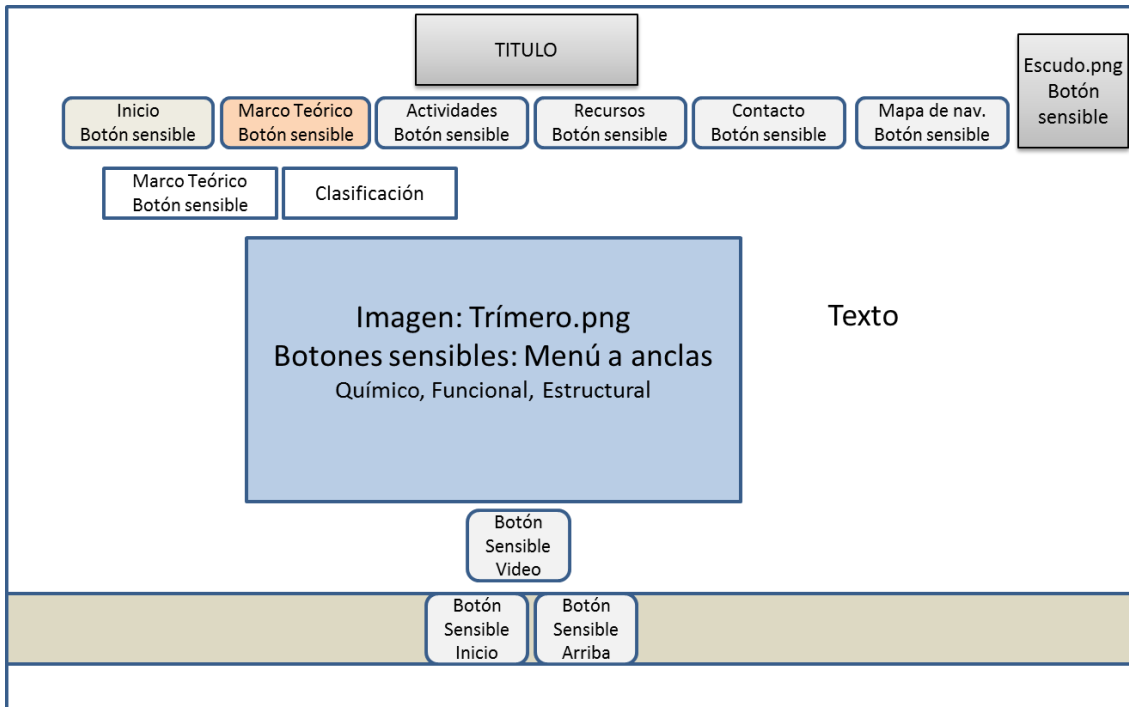 TITULO
Escudo.png
Botón
sensible
Inicio
Botón sensible
Marco Teórico
Botón sensible
Actividades
Botón sensible
Recursos
Botón sensible
Contacto
Botón sensible
Mapa de nav.
Botón sensible
Marco Teórico
Botón sensible
Clasificación
Imagen: Trímero.png
Botones sensibles: Menú a anclas
Químico, Funcional, Estructural
Texto
Botón
Sensible
Video
Botón
Sensible
Inicio
Botón
Sensible
Arriba